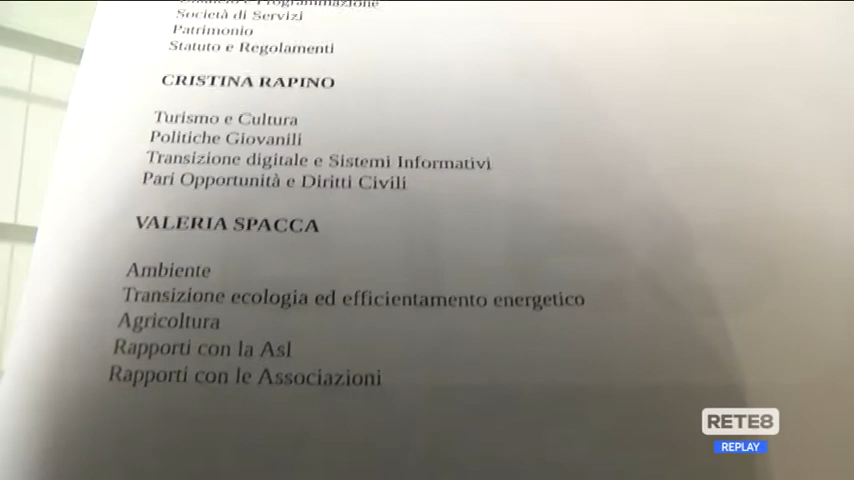 Bilancio e Programmazione
Società di Servizi
Patrimonio
Statuto e Regolamenti
CRISTINA RAPINO
Turismo e Cultura
Politiche Giovanili
Transizione digitale e Sistemi Informativi
Pari Opportunità e Diritti Civili
VALERIA SPACCA
Ambiente
Transizione ecologia ed efficientamento energetico
Agricoltura
Rapporti con la Asl
Rapporti con le Associazioni
RETE8
REPLAY